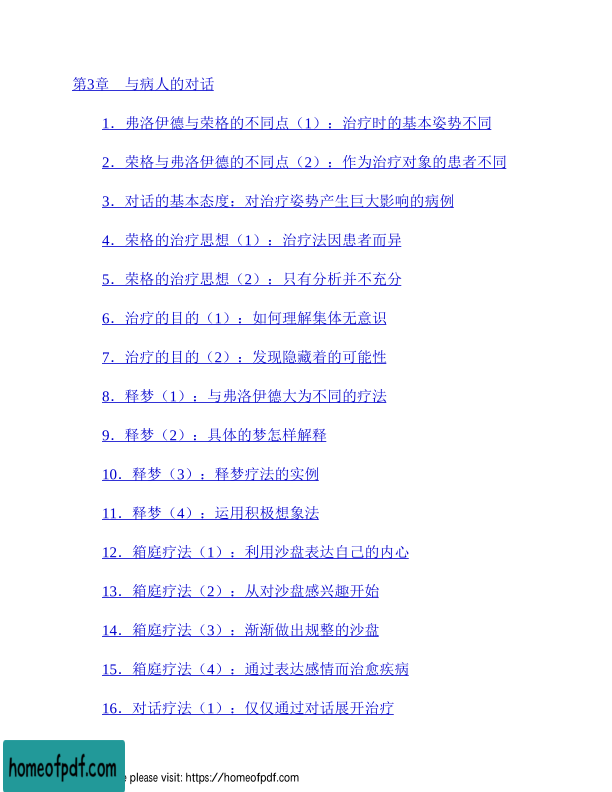 第3章　与病人的对话
1．弗洛伊德与荣格的不同点（1）：治疗时的基本姿势不同
2．荣格与弗洛伊德的不同点（2）：作为治疗对象的患者不同
3．对话的基本态度：对治疗姿势产生巨大影响的病例
4．荣格的治疗思想（1）：治疗法因患者而异
5．荣格的治疗思想（2）：只有分析并不充分
6．治疗的目的（1）：如何理解集体无意识
7．治疗的目的（2）：发现隐藏着的可能性
8．释梦（1）：与弗洛伊德大为不同的疗法
9．释梦（2）：具体的梦怎样解释
10．释梦（3）：释梦疗法的实例
11．释梦（4）：运用积极想象法
12．箱庭疗法（1）：利用沙盘表达自己的内心
13．箱庭疗法（2）：从对沙盘感兴趣开始
14．箱庭疗法（3）：渐渐做出规整的沙盘
15．箱庭疗法（4）：通过表达感情而治愈疾病
16．对话疗法（1）：仅仅通过对话展开治疗
homeofpdf.com
please visit: https://homeofpdf.com